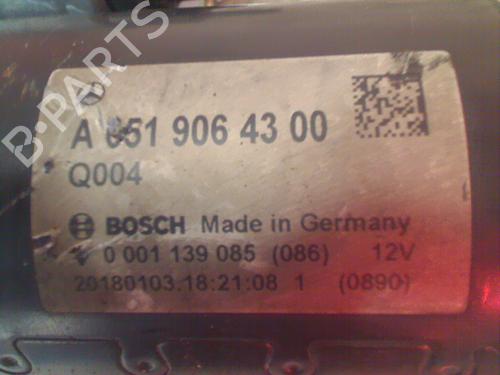 B-PARTS
A 651 906 43 00
Q004
BOSCH Made in Germany
0 001 139 085 (086) 12V
20180103.18:21:08 1 (0890)